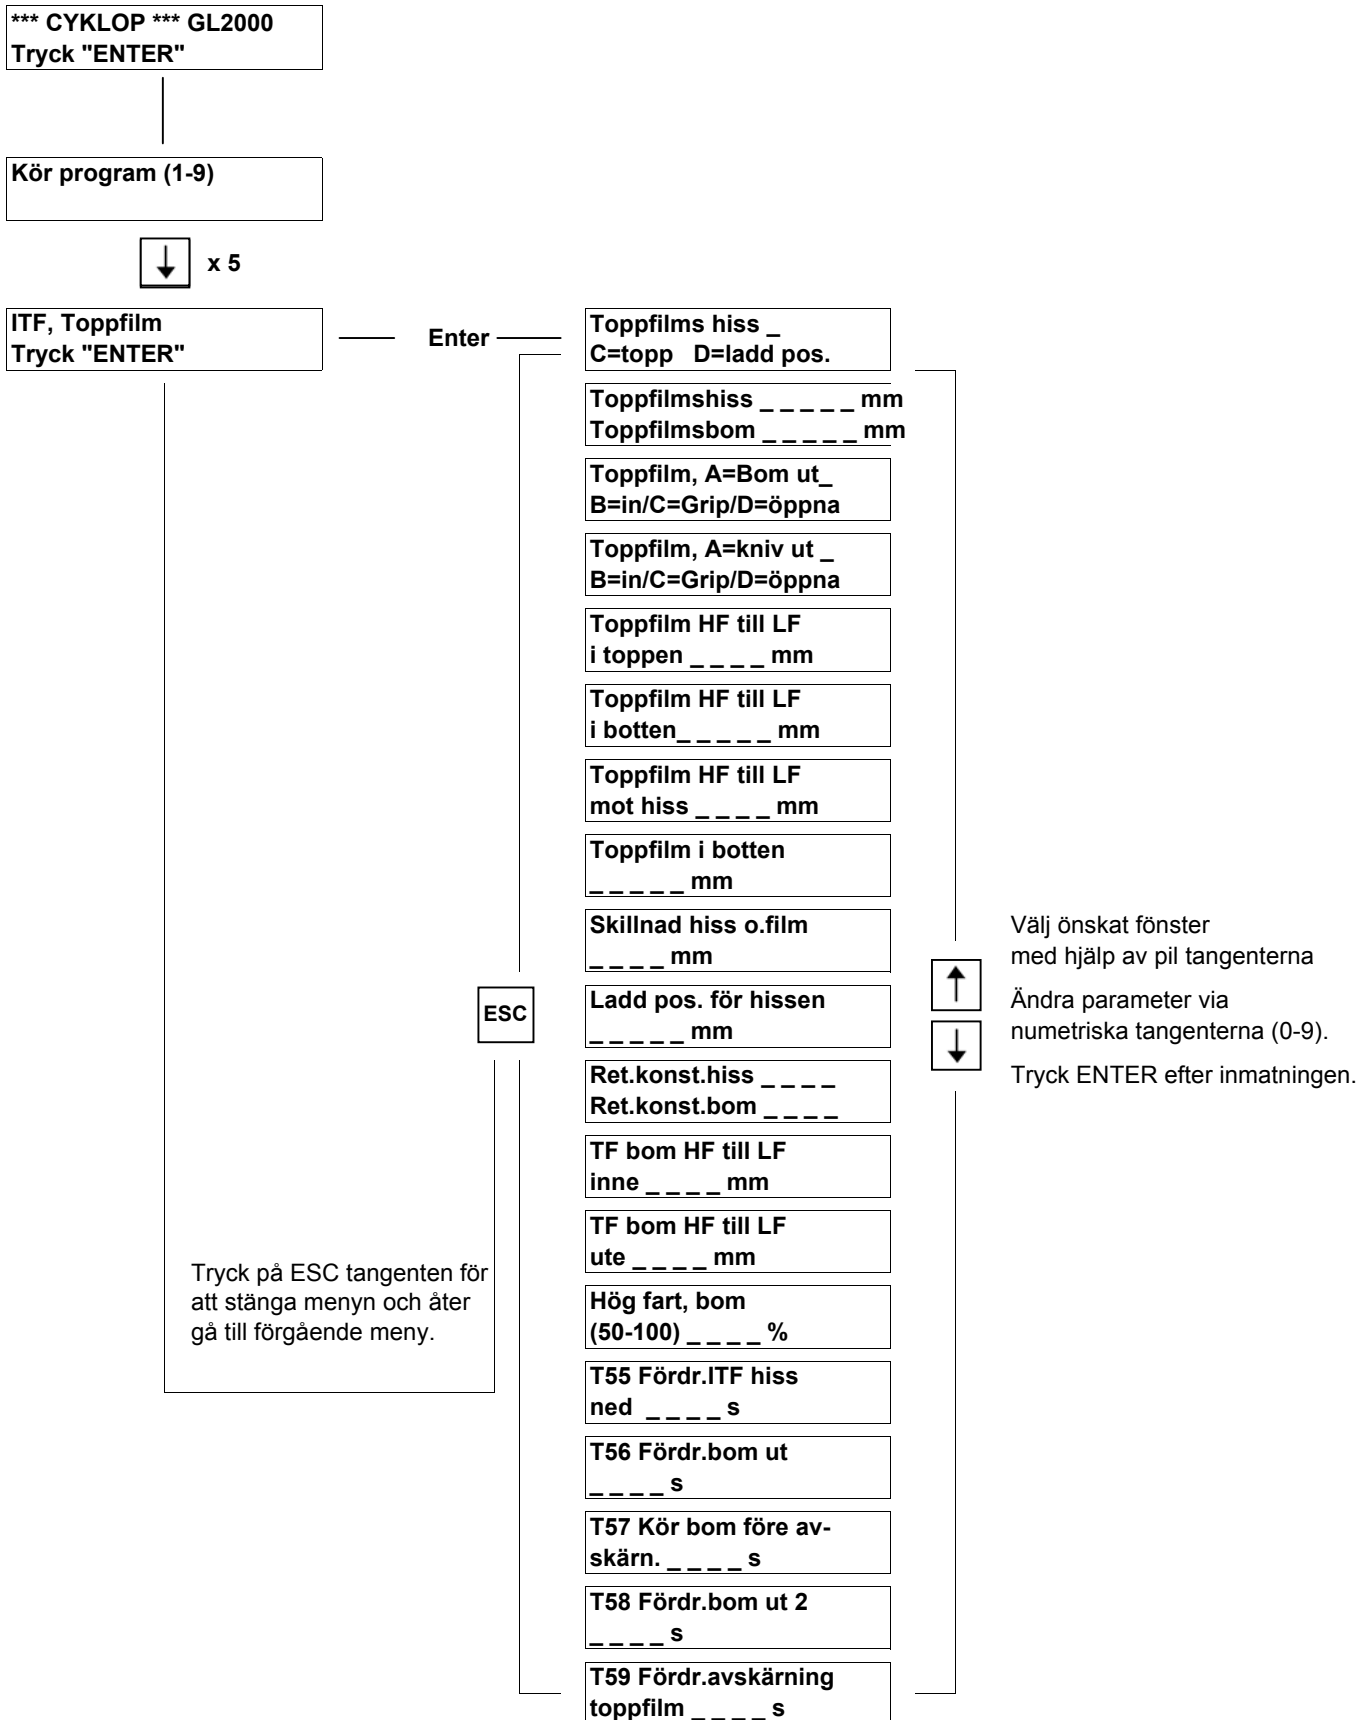 *** CYKLOP *** GL2000
Tryck "ENTER"
Kör program (1-9)
x 5
ITF, Toppfilm
Tryck "ENTER"
Enter
Toppfilms hiss _
C=topp D=ladd pos.
Toppfilmshiss _ _ _ _ _ mm
Toppfilmsbom _ _ _ _ _ mm
Toppfilm, A=Bom ut_
B=in/C=Grip/D=öppna
Toppfilm, A=kniv ut _
B=in/C=Grip/D=öppna
Toppfilm HF till LF
i toppen _ _ _ _ mm
Toppfilm HF till LF
i botten_ _ _ _ _ mm
Toppfilm HF till LF
mot hiss _ _ _ _ mm
Toppfilm i botten
_ _ _ _ _ mm
Skillnad hiss o.film
_ _ _ _ mm
Ladd pos. för hissen
_ _ _ _ _ mm
Ret.konst.hiss _ _ _ _
Ret.konst.bom _ _ _ _
TF bom HF till LF
inne _ _ _ _ mm
TF bom HF till LF
ute _ _ _ _ mm
Hög fart, bom
(50-100) _ _ _ _ %
T55 Fördr.ITF hiss
ned _ _ _ _ s
T56 Fördr.bom ut
_ _ _ _ s
T57 Kör bom före av-
skärn. _ _ _ _ s
T58 Fördr.bom ut 2
_ _ _ _ s
T59 Fördr.avskärning
toppfilm _ _ _ _ s
ESC
Tryck på ESC tangenten för
att stänga menyn och åter
gå till förgående meny.
Välj önskat fönster
med hjälp av pil tangenterna
Ändra parameter via
numetriska tangenterna (0-9).
Tryck ENTER efter inmatningen.